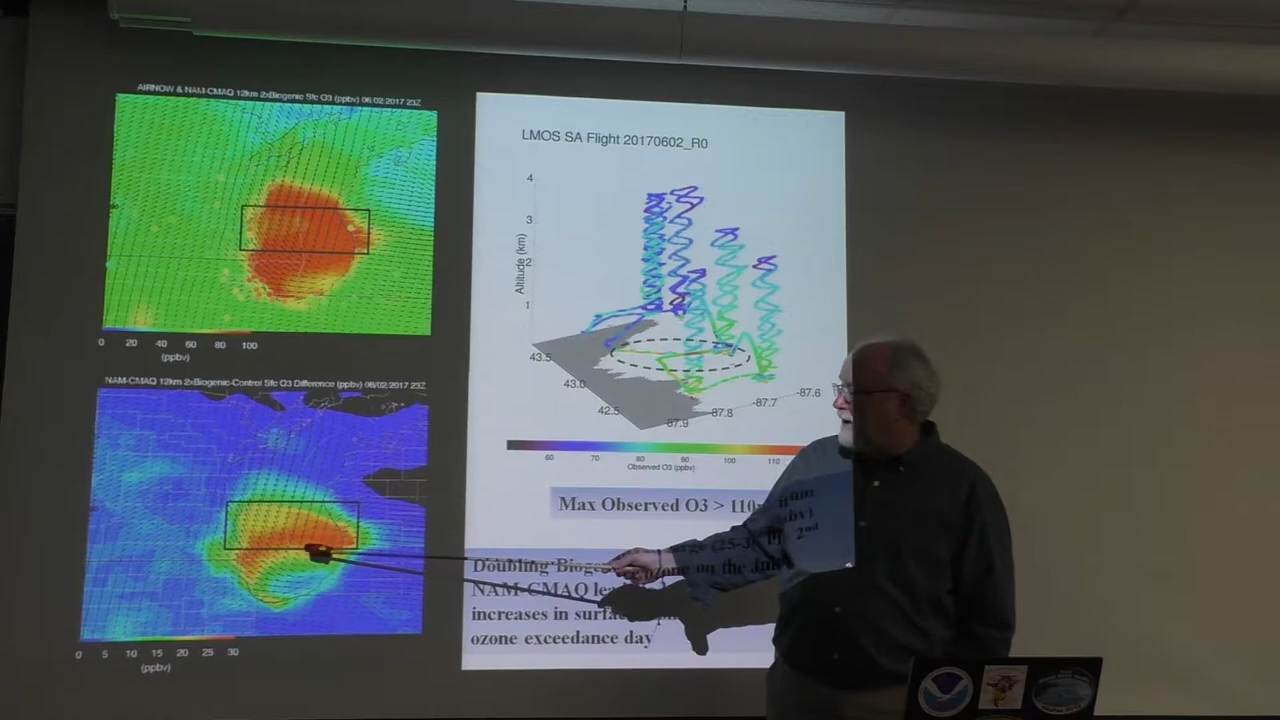 AIRNOW & NAM-CMAQ 12km 2xBiogenic Sfc O3 (ppbv) 06/02/2017 23Z
0 20 40 60 80 100
(ppbv)
NAM-CMAQ 12km 2xBiogenic-Control Sfc O3 Difference (ppbv) 06/02/2017 23Z
0 5 10 15 20 25 30
(ppbv)
LMOS SA Flight 20170602_R0
4
3
2
1
Altitude (km)
43.5
43.0
42.5
-87.9
-87.8
-87.7
-87.6
60 70 80 90 100 110
Observed O3 (ppbv)
Max Observed O3 > 110
Doubling ozone on the
NAM-CMAQ (25-3 2nd
increases in
ozone exceedance day